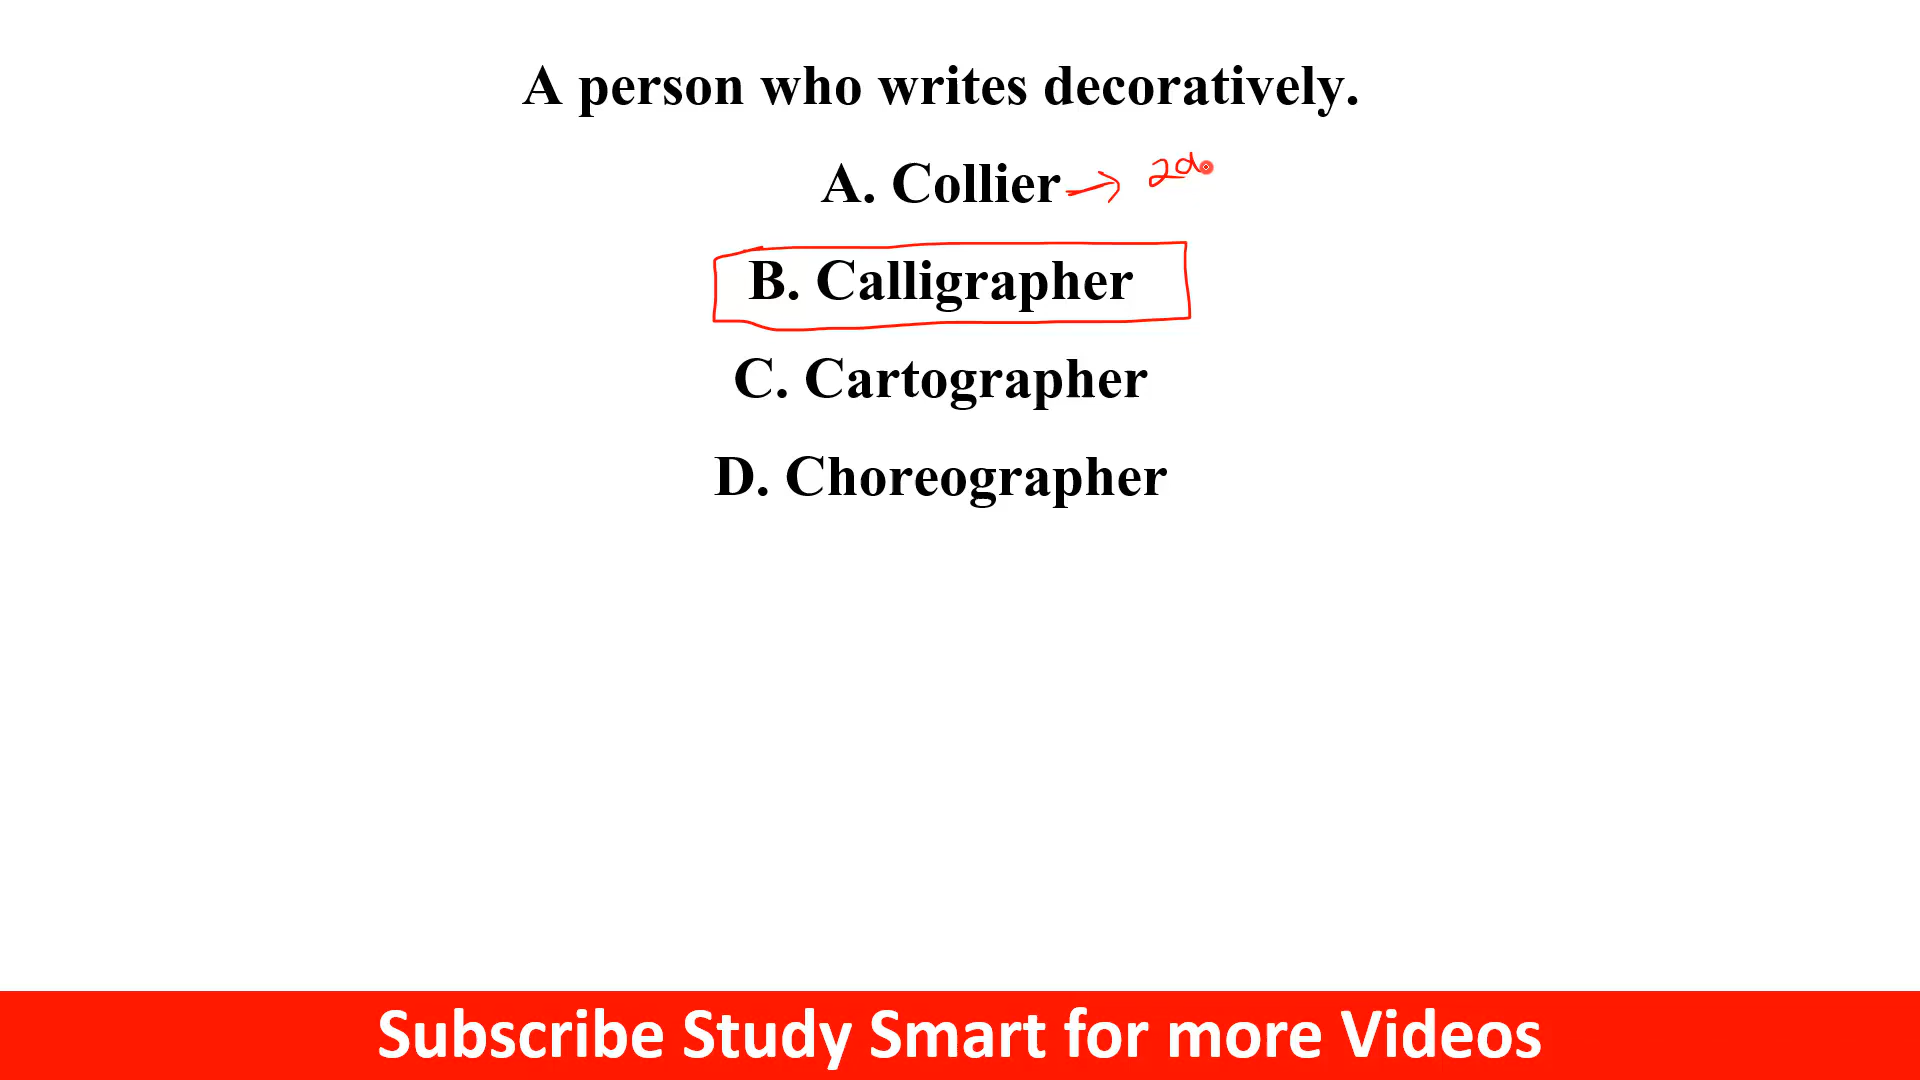 A person who writes decoratively.
A. Collier
B. Calligrapher
C. Cartographer
D. Choreographer
Subscribe Study Smart for more Videos